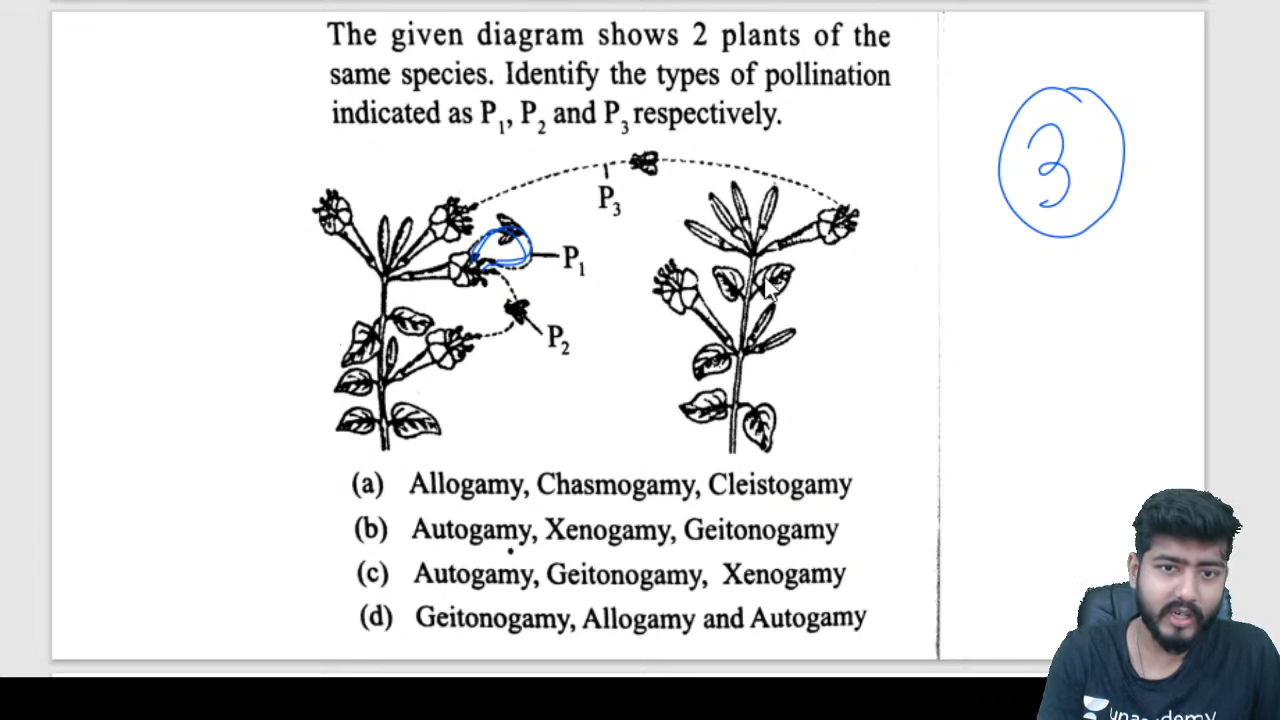 The given diagram shows 2 plants of the
same species. Identify the types of pollination
indicated as P₁, P₂ and P₃ respectively.
3
P₃
P₁
P₂
(a) Allogamy, Chasmogamy, Cleistogamy
(b) Autogamy, Xenogamy, Geitonogamy
(c) Autogamy, Geitonogamy, Xenogamy
(d) Geitonogamy, Allogamy and Autogamy